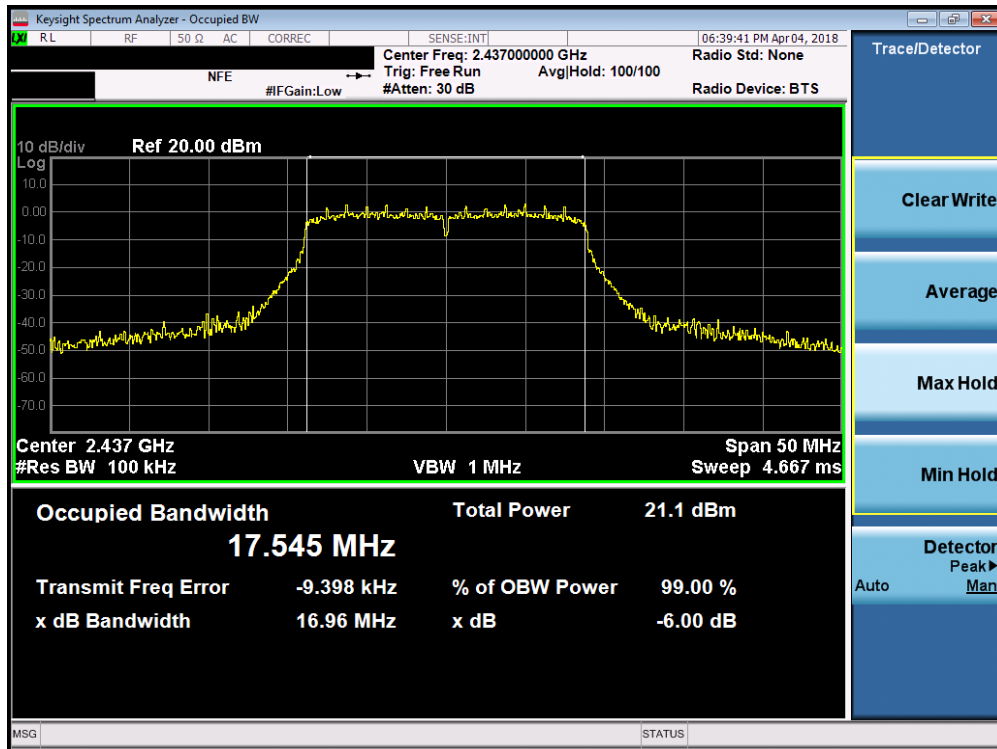 Keysight Spectrum Analyzer - Occupied BW
LXI RL RF 50 Ω AC CORREC SENSE:INT 06:39:41 PM Apr 04, 2018
Center Freq: 2.437000000 GHz Radio Std: None
NFE Trig: Free Run Avg|Hold: 100/100
#IFGain:Low #Atten: 30 dB Radio Device: BTS
10 dB/div Ref 20.00 dBm
Log
10.0
0.00
-10.0
-20.0
-30.0
-40.0
-50.0
-60.0
-70.0
Center 2.437 GHz Span 50 MHz
#Res BW 100 kHz VBW 1 MHz Sweep 4.667 ms
Occupied Bandwidth Total Power 21.1 dBm
17.545 MHz
Transmit Freq Error -9.398 kHz % of OBW Power 99.00 %
x dB Bandwidth 16.96 MHz x dB -6.00 dB
MSG STATUS
Trace/Detector
Clear Write
Average
Max Hold
Min Hold
Detector
Peak▶
Auto Man